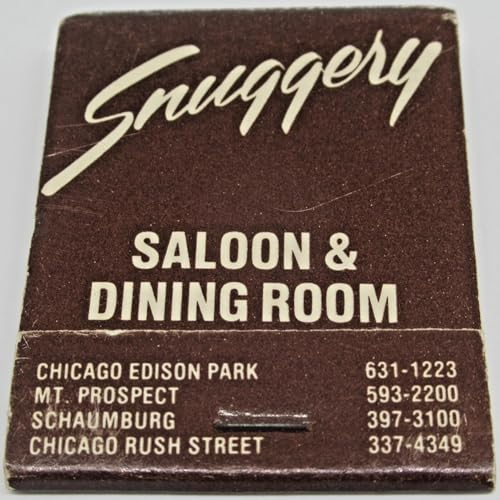 Snuggery
SALOON &
DINING ROOM
CHICAGO EDISON PARK 631-1223
MT. PROSPECT 593-2200
SCHAUMBURG 397-3100
CHICAGO RUSH STREET 337-4349